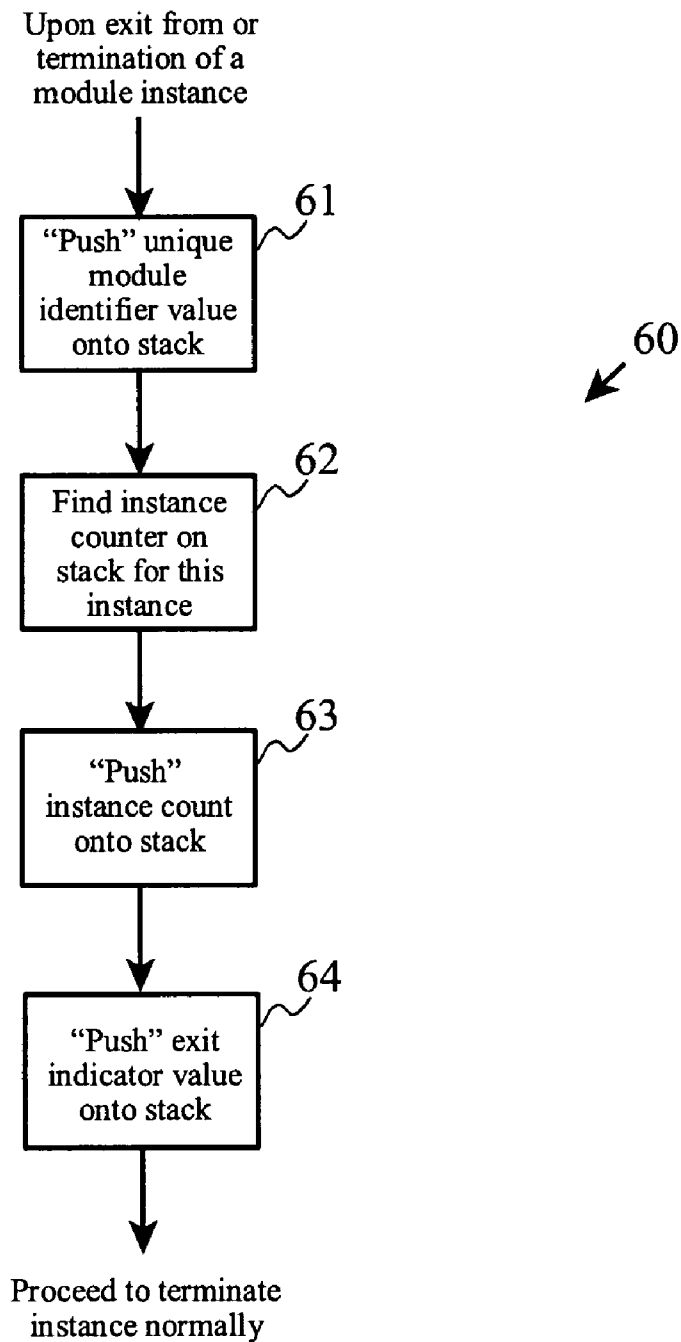 Upon exit from or
termination of a
module instance
61
“Push” unique
module
identifier value
onto stack
60
62
Find instance
counter on
stack for this
instance
63
“Push”
instance count
onto stack
64
“Push” exit
indicator value
onto stack
Proceed to terminate
instance normally